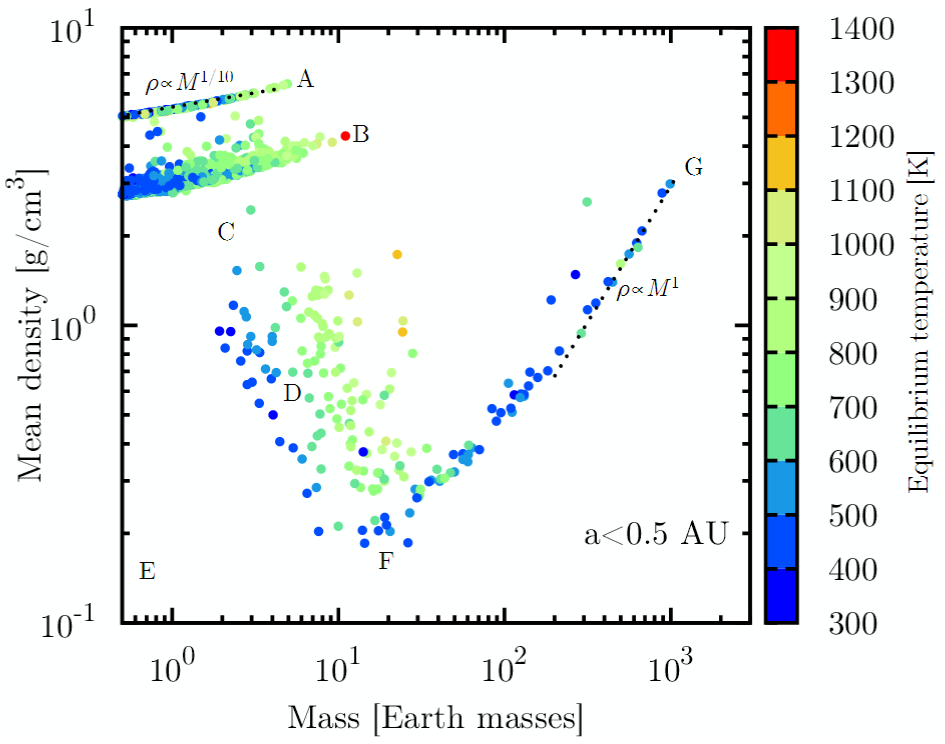 10^1
10^0
10^-1
Mean density [g/cm^3]
ρ∝M^1/10
A
B
C
D
E
F
G
ρ∝M^1
a<0.5 AU
10^0
10^1
10^2
10^3
Mass [Earth masses]
1400
1300
1200
1100
1000
900
800
700
600
500
400
300
Equilibrium temperature [K]